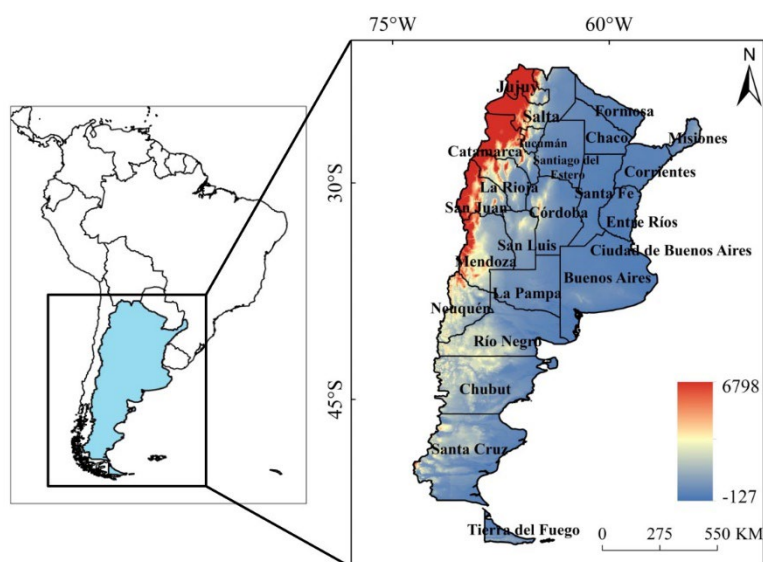 75°W 60°W
N
30°S
45°S
Jujuy
Salta
Formosa
Chaco
Misiones
Tucumán
Catamarca
Santiago del
Estero
Corrientes
La Rioja
Santa Fe
San Juan
Córdoba
Entre Ríos
San Luis
Ciudad de Buenos Aires
Mendoza
Buenos Aires
La Pampa
Neuquén
Río Negro
Chubut
Santa Cruz
Tierra del Fuego
6798
-127
0 275 550 KM